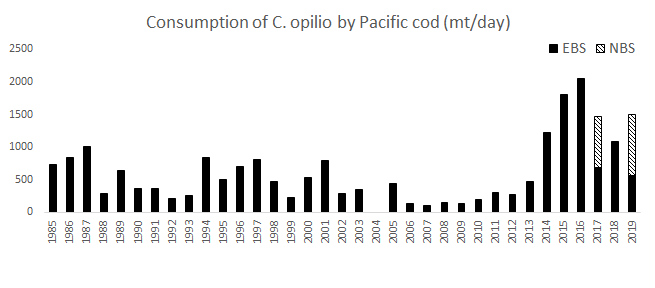 Consumption of C. opilio by Pacific cod (mt/day)
EBS NBS
2500
2000
1500
1000
500
0
1985 1986 1987 1988 1989 1990 1991 1992 1993 1994 1995 1996 1997 1998 1999 2000 2001 2002 2003 2004 2005 2006 2007 2008 2009 2010 2011 2012 2013 2014 2015 2016 2017 2018 2019